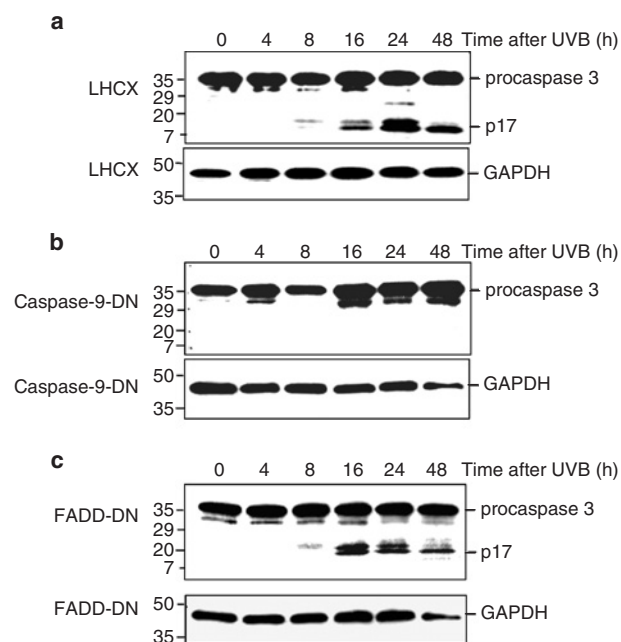 a
0 4 8 16 24 48 Time after UVB (h)
LHCX
35
29
20
7
procaspase 3
p17
LHCX
50
35
GAPDH
b
0 4 8 16 24 48 Time after UVB (h)
Caspase-9-DN
35
29
20
7
procaspase 3
Caspase-9-DN
50
35
GAPDH
c
0 4 8 16 24 48 Time after UVB (h)
FADD-DN
35
29
20
7
procaspase 3
p17
FADD-DN
50
35
GAPDH